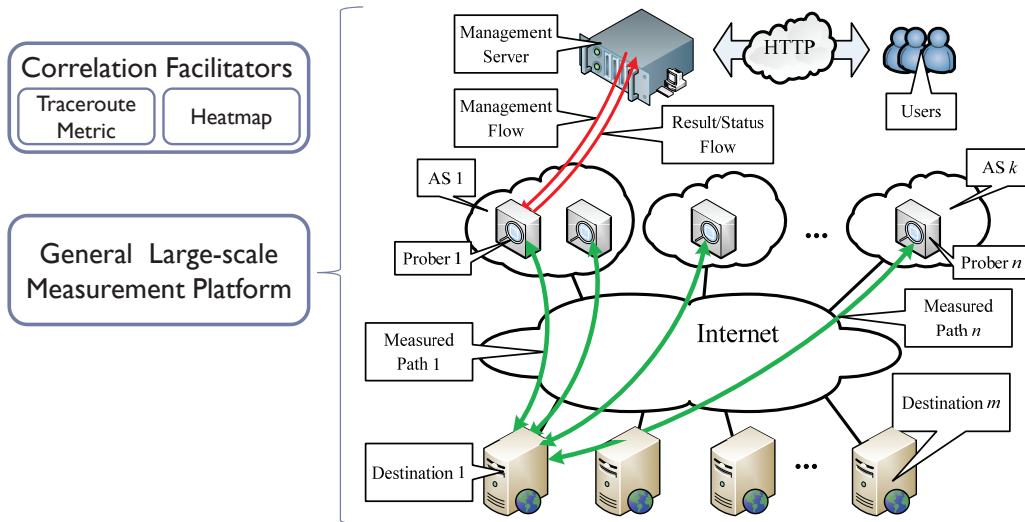 Correlation Facilitators
Traceroute
Metric
Heatmap
General Large-scale
Measurement Platform
Management
Server
HTTP
Users
Management
Flow
Result/Status
Flow
AS 1
AS k
...
Prober 1
Prober n
Measured
Path 1
Internet
Measured
Path n
Destination 1
...
Destination m